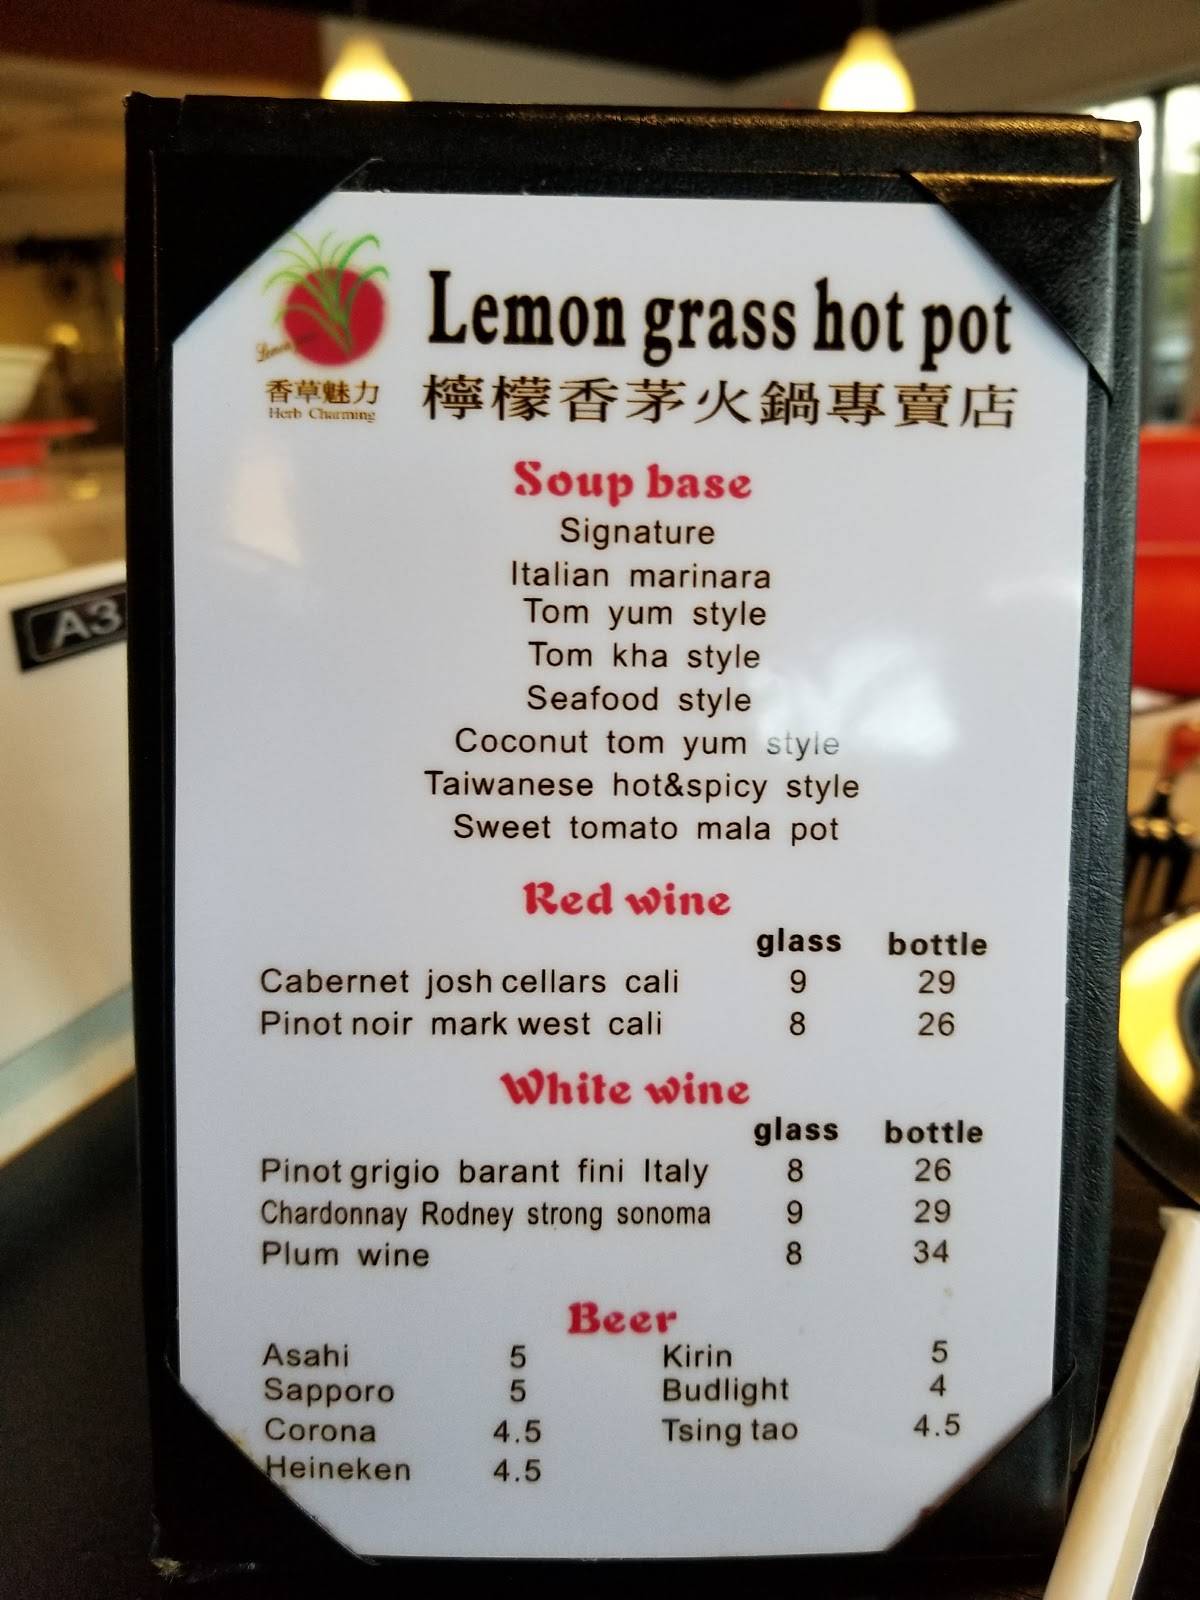 Lemon grass hot pot
香草魅力
Herb Charming
檸檬香茅火鍋專賣店
Soup base
Signature
Italian marinara
Tom yum style
Tom kha style
Seafood style
Coconut tom yum style
Taiwanese hot&spicy style
Sweet tomato mala pot
Red wine
glass bottle
Cabernet josh cellars cali 9 29
Pinot noir mark west cali 8 26
White wine
glass bottle
Pinot grigio barant fini Italy 8 26
Chardonnay Rodney strong sonoma 9 29
Plum wine 8 34
Beer
Asahi 5 Kirin 5
Sapporo 5 Budlight 4
Corona 4.5 Tsing tao 4.5
Heineken 4.5
A3